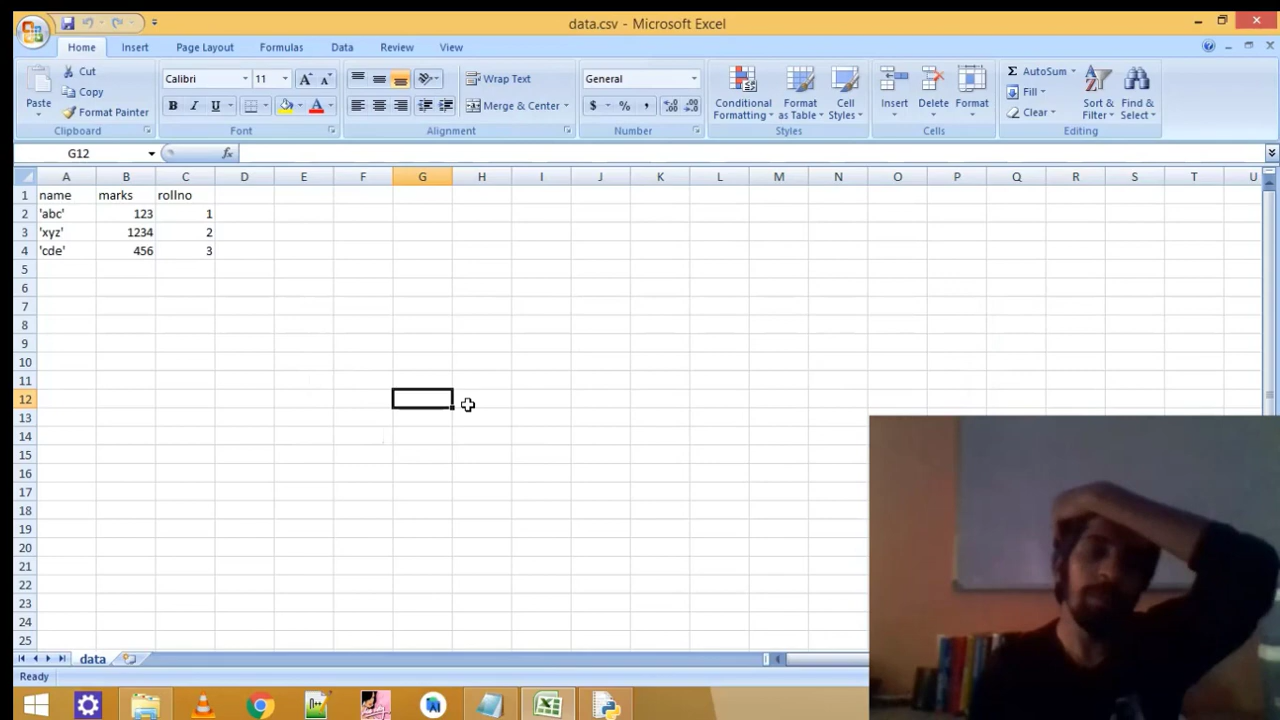 data.csv - Microsoft Excel
Home Insert Page Layout Formulas Data Review View
Paste
Cut
Copy
Format Painter
Clipboard
Calibri 11
B I U
Font
Wrap Text
Merge & Center
Alignment
General
$ % ,
Number
Conditional Formatting
Format as Table
Cell Styles
Styles
Insert Delete Format
Cells
Σ AutoSum
Fill
Clear
Sort & Filter
Find & Select
Editing
G12 fx
A B C D E F G H I J K L M N O P Q R S T U
1 name marks rollno
2 'abc' 123 1
3 'xyz' 1234 2
4 'cde' 456 3
5
6
7
8
9
10
11
12
13
14
15
16
17
18
19
20
21
22
23
24
25
data
Ready